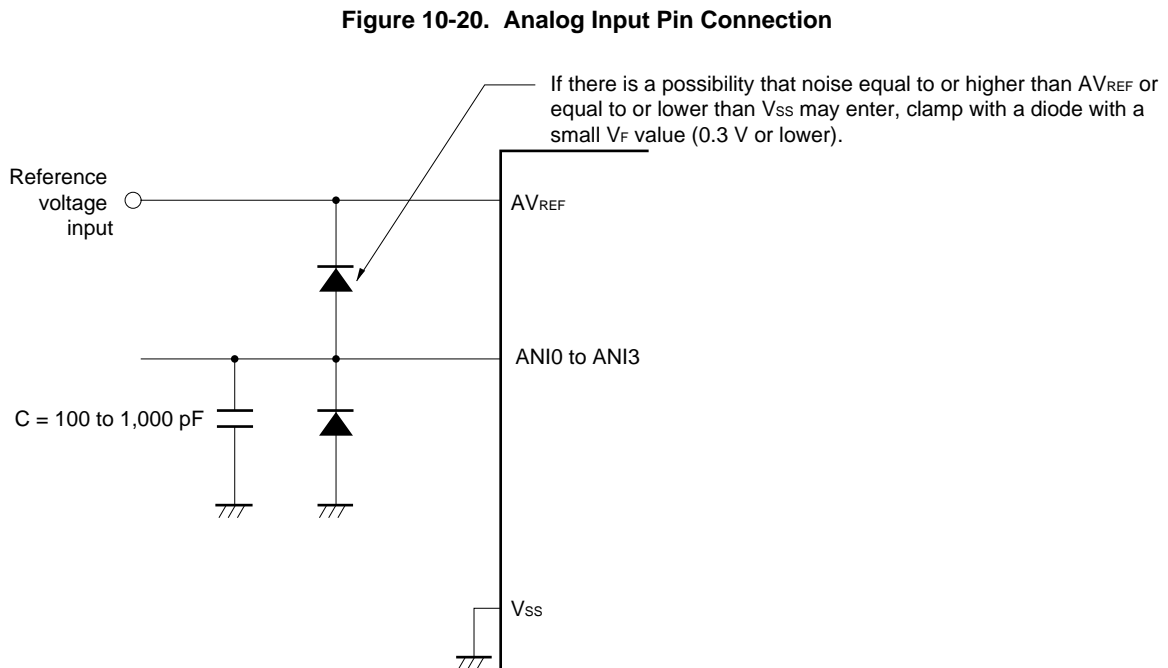 Figure 10-20. Analog Input Pin Connection
If there is a possibility that noise equal to or higher than AVREF or
equal to or lower than VSS may enter, clamp with a diode with a
small VF value (0.3 V or lower).
Reference
voltage
input
AVREF
ANI0 to ANI3
C = 100 to 1,000 pF
VSS